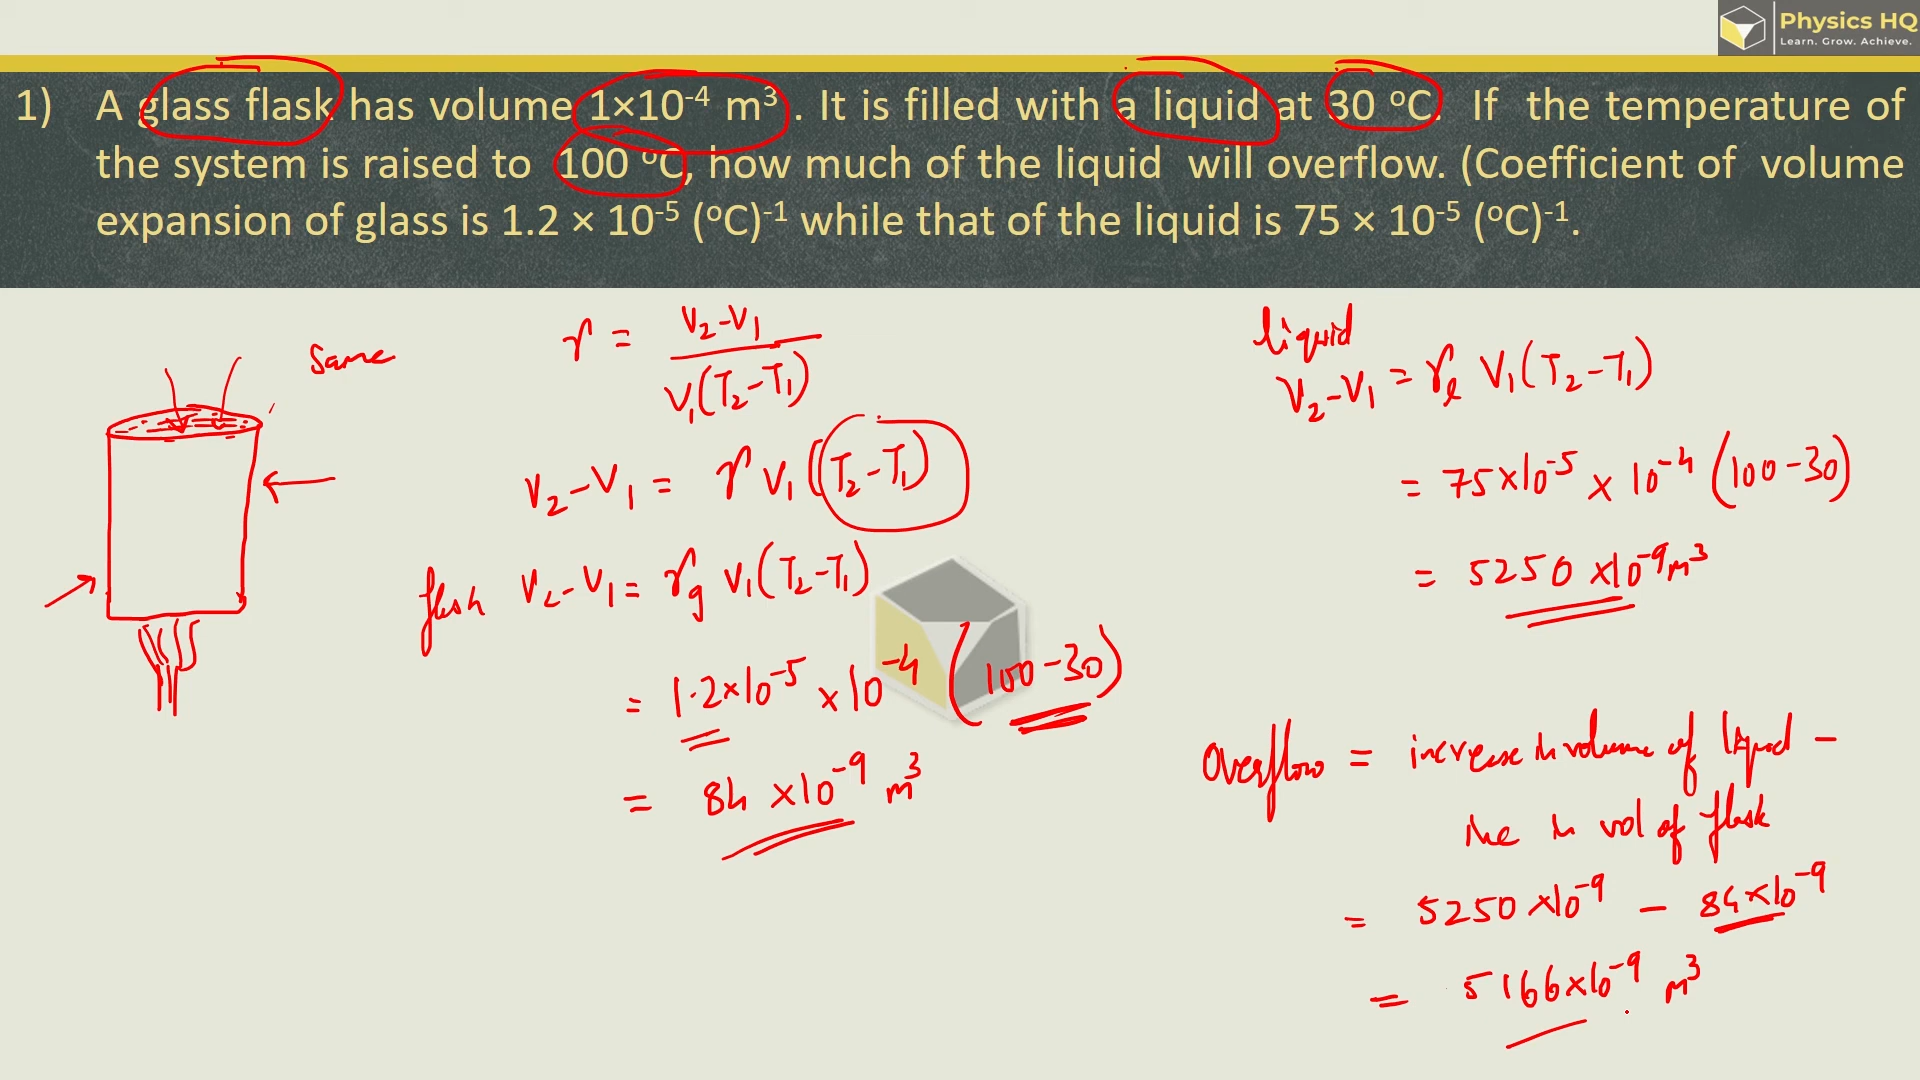 Physics HQ
Learn. Grow. Achieve.
1) A glass flask has volume 1×10⁻⁴ m³ . It is filled with a liquid at 30 ᵒC. If the temperature of
the system is raised to 100 ᵒC, how much of the liquid will overflow. (Coefficient of volume
expansion of glass is 1.2 × 10⁻⁵ (ᵒC)⁻¹ while that of the liquid is 75 × 10⁻⁵ (ᵒC)⁻¹.
Same
γ = V₂-V₁ / V₁(T₂-T₁)
V₂-V₁ = γ V₁ (T₂-T₁)
flask V₂-V₁ = γg V₁(T₂-T₁)
= 1.2×10⁻⁵ × 10⁻⁴ (100-30)
= 84 ×10⁻⁹ m³
liquid
V₂-V₁ = γl V₁(T₂-T₁)
= 75×10⁻⁵ × 10⁻⁴ (100-30)
= 5250 ×10⁻⁹ m³
Overflow = increase in volume of liquid -
inc in vol of flask
= 5250 ×10⁻⁹ - 84×10⁻⁹
= 5166×10⁻⁹ m³